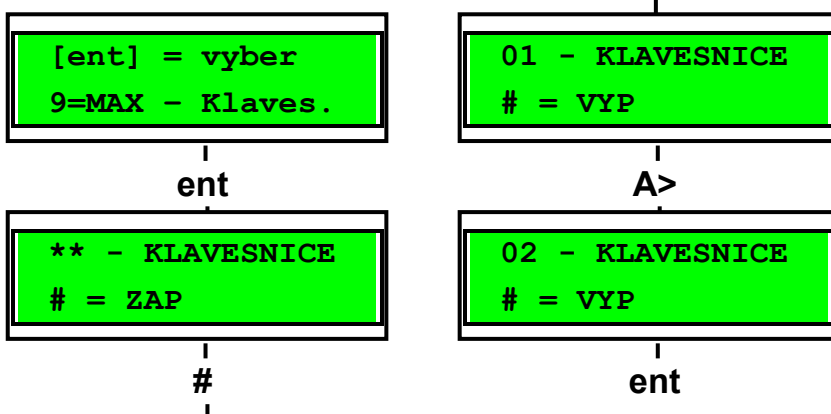 [ent] = vyber
9=MAX – Klaves.
ent
** - KLAVESNICE
# = ZAP
#
01 - KLAVESNICE
# = VYP
A>
02 - KLAVESNICE
# = VYP
ent